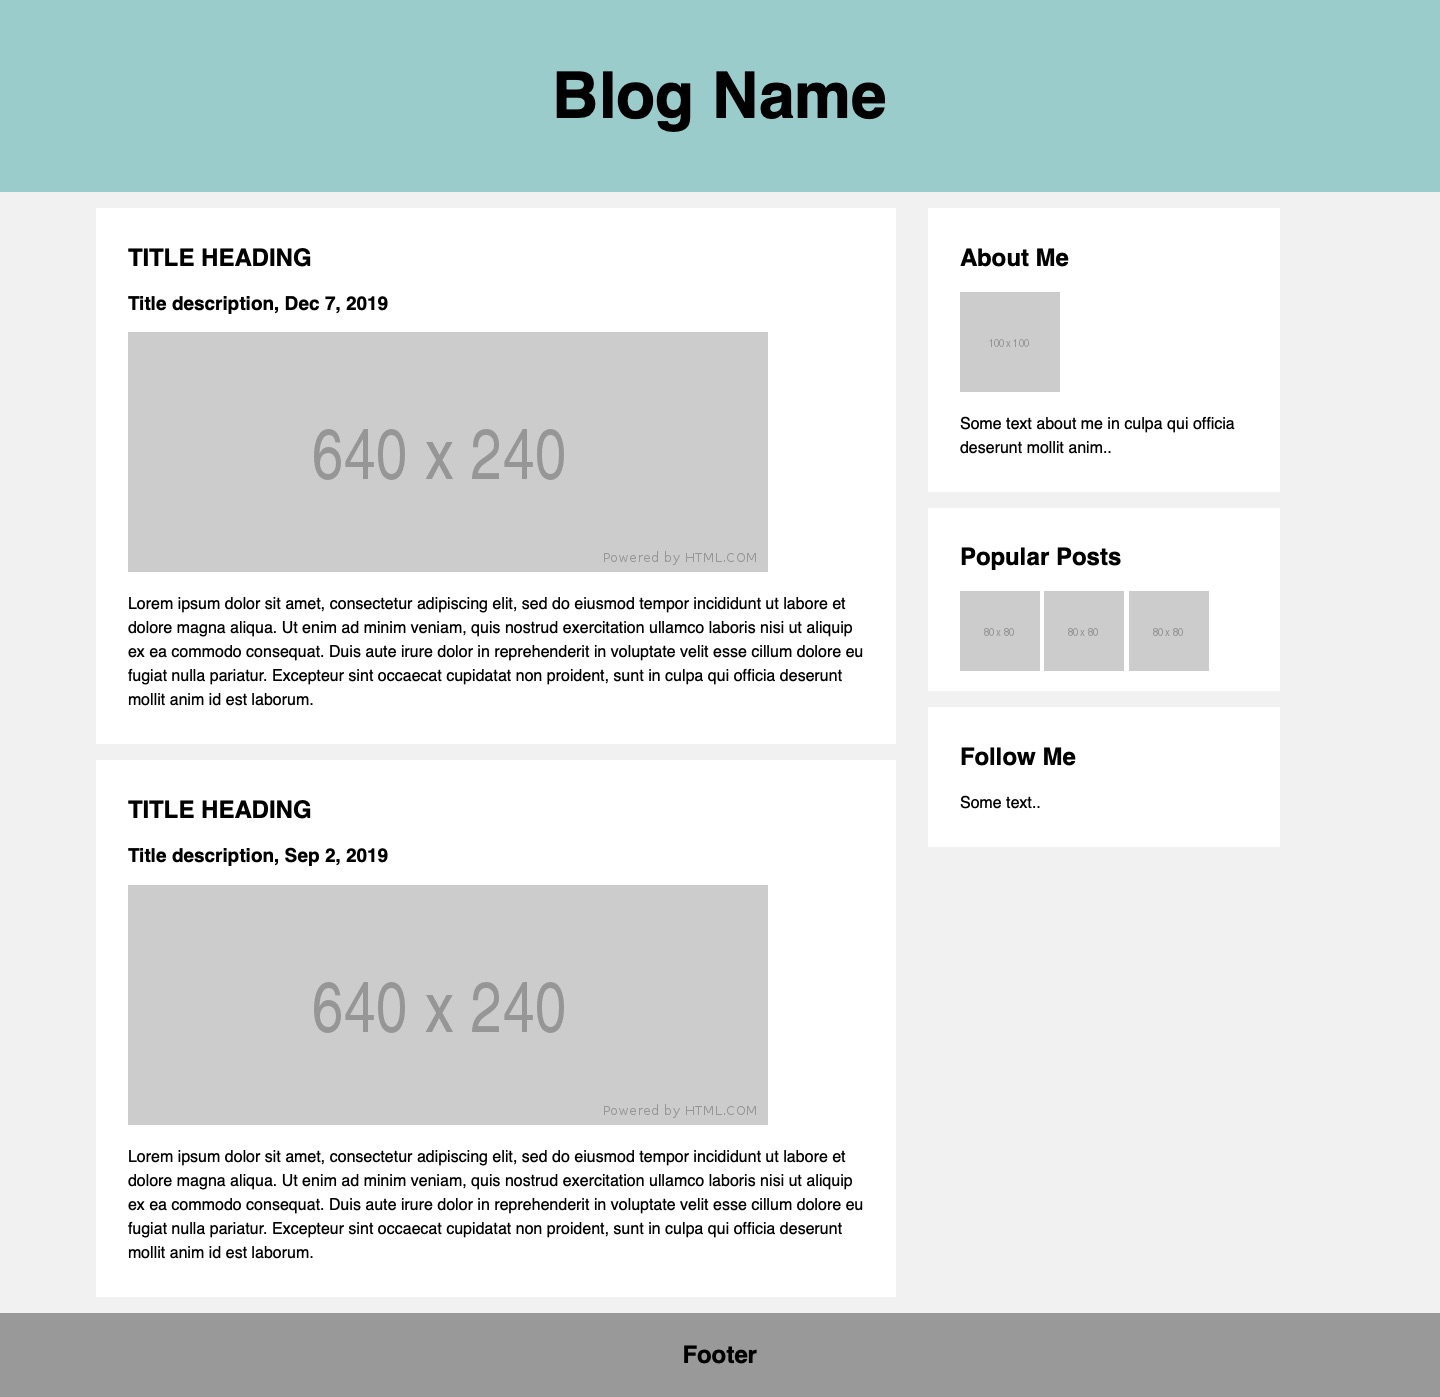 Blog Name
TITLE HEADING
Title description, Dec 7, 2019
640 x 240
Powered by HTML.COM
Lorem ipsum dolor sit amet, consectetur adipiscing elit, sed do eiusmod tempor incididunt ut labore et
dolore magna aliqua. Ut enim ad minim veniam, quis nostrud exercitation ullamco laboris nisi ut aliquip
ex ea commodo consequat. Duis aute irure dolor in reprehenderit in voluptate velit esse cillum dolore eu
fugiat nulla pariatur. Excepteur sint occaecat cupidatat non proident, sunt in culpa qui officia deserunt
mollit anim id est laborum.
TITLE HEADING
Title description, Sep 2, 2019
640 x 240
Powered by HTML.COM
Lorem ipsum dolor sit amet, consectetur adipiscing elit, sed do eiusmod tempor incididunt ut labore et
dolore magna aliqua. Ut enim ad minim veniam, quis nostrud exercitation ullamco laboris nisi ut aliquip
ex ea commodo consequat. Duis aute irure dolor in reprehenderit in voluptate velit esse cillum dolore eu
fugiat nulla pariatur. Excepteur sint occaecat cupidatat non proident, sunt in culpa qui officia deserunt
mollit anim id est laborum.
About Me
100 x 100
Some text about me in culpa qui officia
deserunt mollit anim..
Popular Posts
80 x 80 80 x 80 80 x 80
Follow Me
Some text..
Footer